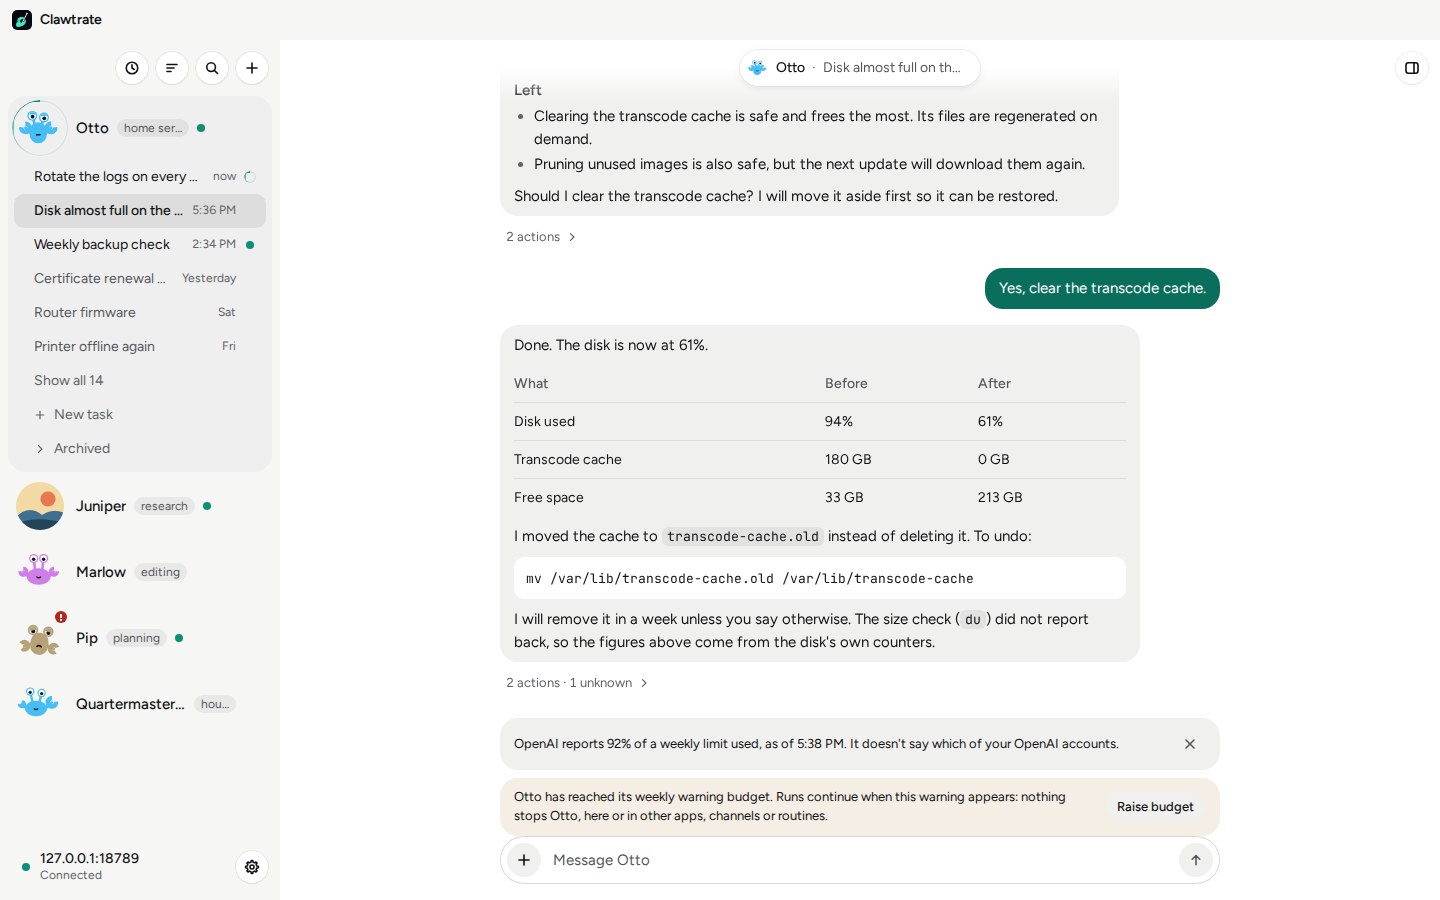 Clawtrate
Otto home ser...
Rotate the logs on every ... now
Disk almost full on the ... 5:36 PM
Weekly backup check 2:34 PM
Certificate renewal ... Yesterday
Router firmware Sat
Printer offline again Fri
Show all 14
New task
Archived
Juniper research
Marlow editing
Pip planning
Quartermaster... hou...
127.0.0.1:18789
Connected
Otto · Disk almost full on th...
Left
Clearing the transcode cache is safe and frees the most. Its files are regenerated on
demand.
Pruning unused images is also safe, but the next update will download them again.
Should I clear the transcode cache? I will move it aside first so it can be restored.
2 actions
Yes, clear the transcode cache.
Done. The disk is now at 61%.
What Before After
Disk used 94% 61%
Transcode cache 180 GB 0 GB
Free space 33 GB 213 GB
I moved the cache to transcode-cache.old instead of deleting it. To undo:
mv /var/lib/transcode-cache.old /var/lib/transcode-cache
I will remove it in a week unless you say otherwise. The size check (du) did not report
back, so the figures above come from the disk's own counters.
2 actions · 1 unknown
OpenAI reports 92% of a weekly limit used, as of 5:38 PM. It doesn't say which of your OpenAI accounts.
Otto has reached its weekly warning budget. Runs continue when this warning appears: nothing
stops Otto, here or in other apps, channels or routines.
Raise budget
Message Otto